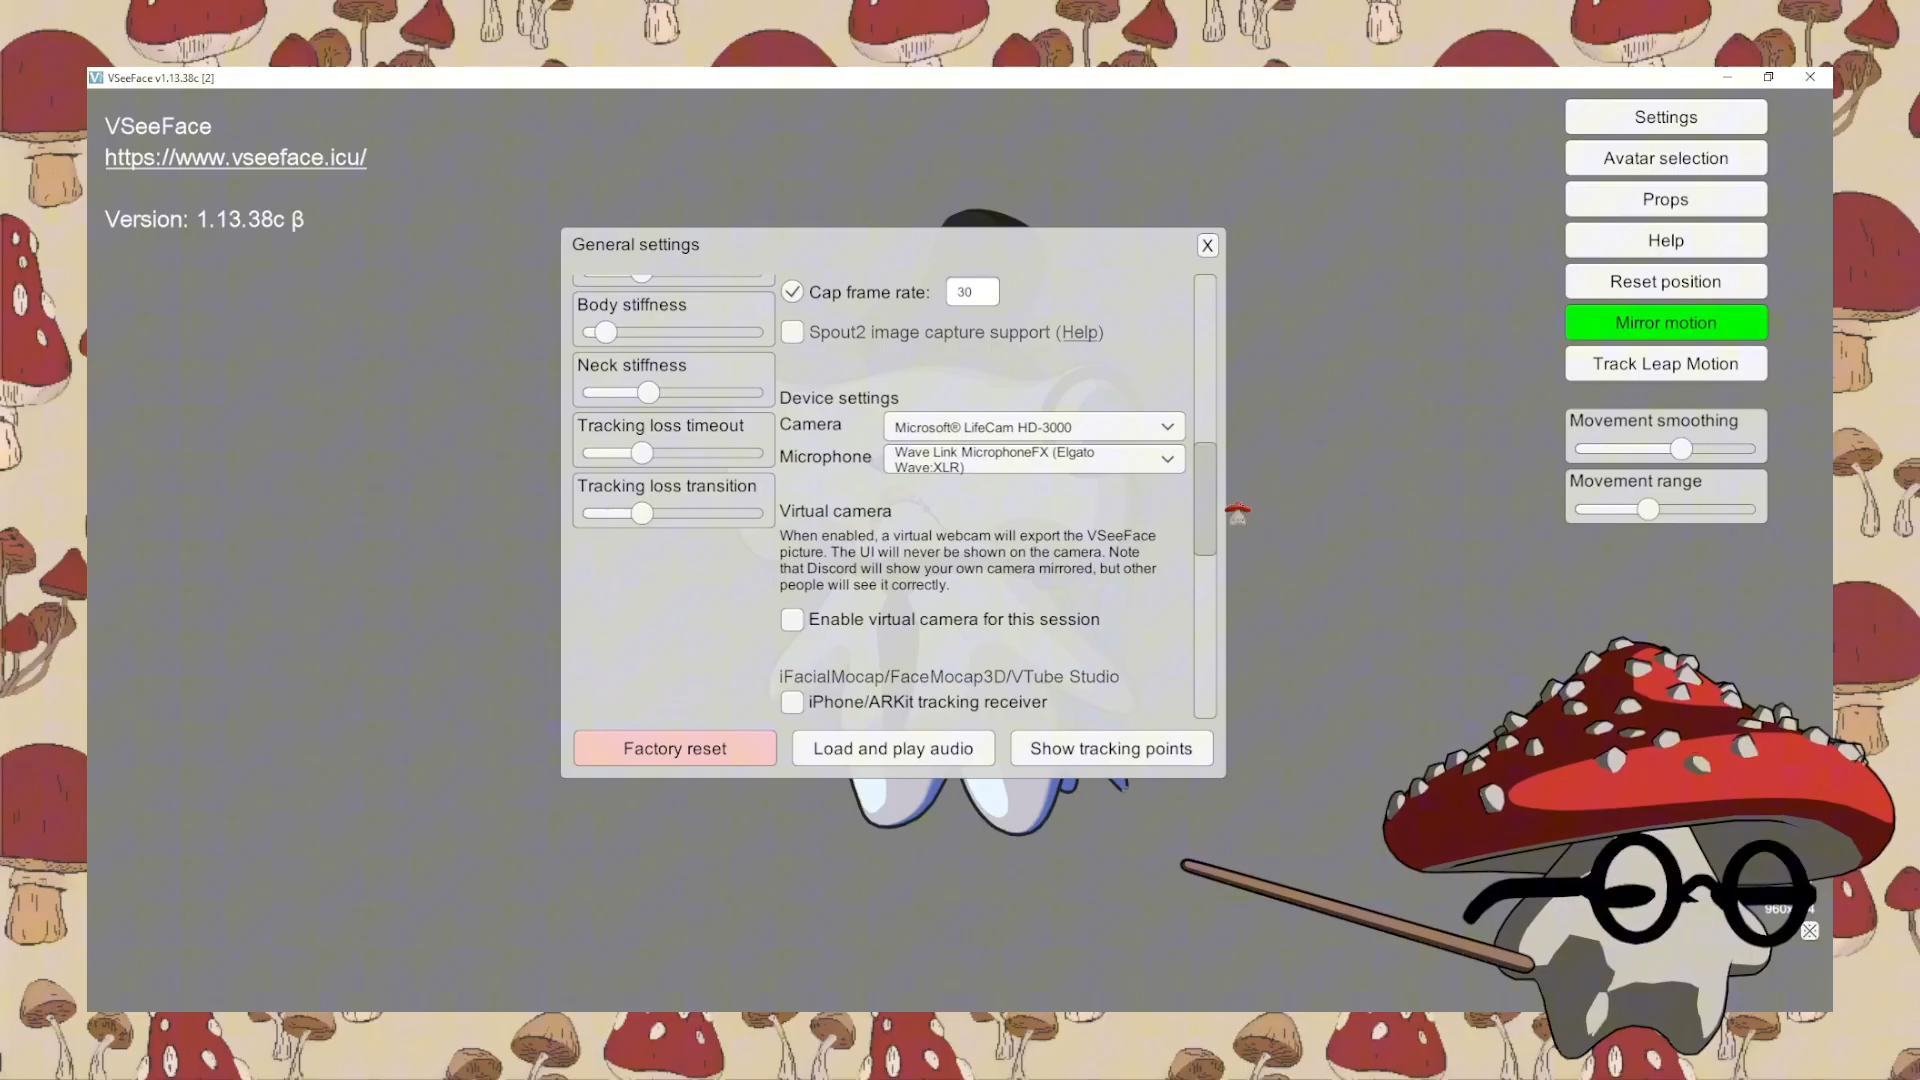 VSeeFace v1.13.38c [2]
VSeeFace
https://www.vseeface.icu/
Version: 1.13.38c β
Settings
Avatar selection
Props
Help
Reset position
Mirror motion
Track Leap Motion
Movement smoothing
Movement range
General settings
X
Body stiffness
Neck stiffness
Tracking loss timeout
Tracking loss transition
Cap frame rate: 30
Spout2 image capture support (Help)
Device settings
Camera Microsoft® LifeCam HD-3000
Microphone Wave Link MicrophoneFX (Elgato
Wave:XLR)
Virtual camera
When enabled, a virtual webcam will export the VSeeFace
picture. The UI will never be shown on the camera. Note
that Discord will show your own camera mirrored, but other
people will see it correctly.
Enable virtual camera for this session
iFacialMocap/FaceMocap3D/VTube Studio
iPhone/ARKit tracking receiver
Factory reset
Load and play audio
Show tracking points